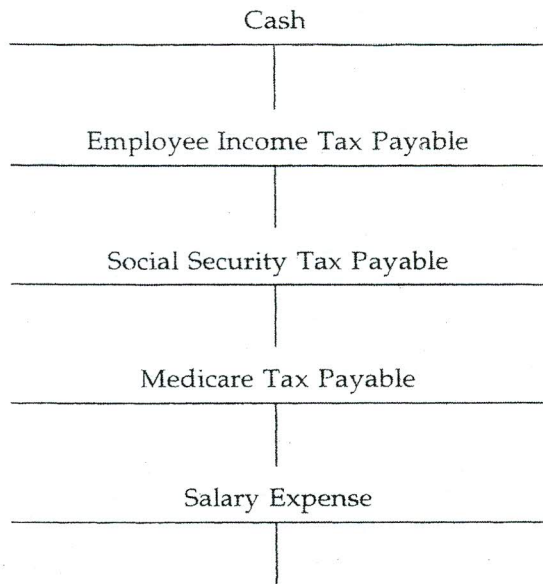 Cash
Employee Income Tax Payable
Social Security Tax Payable
Medicare Tax Payable
Salary Expense